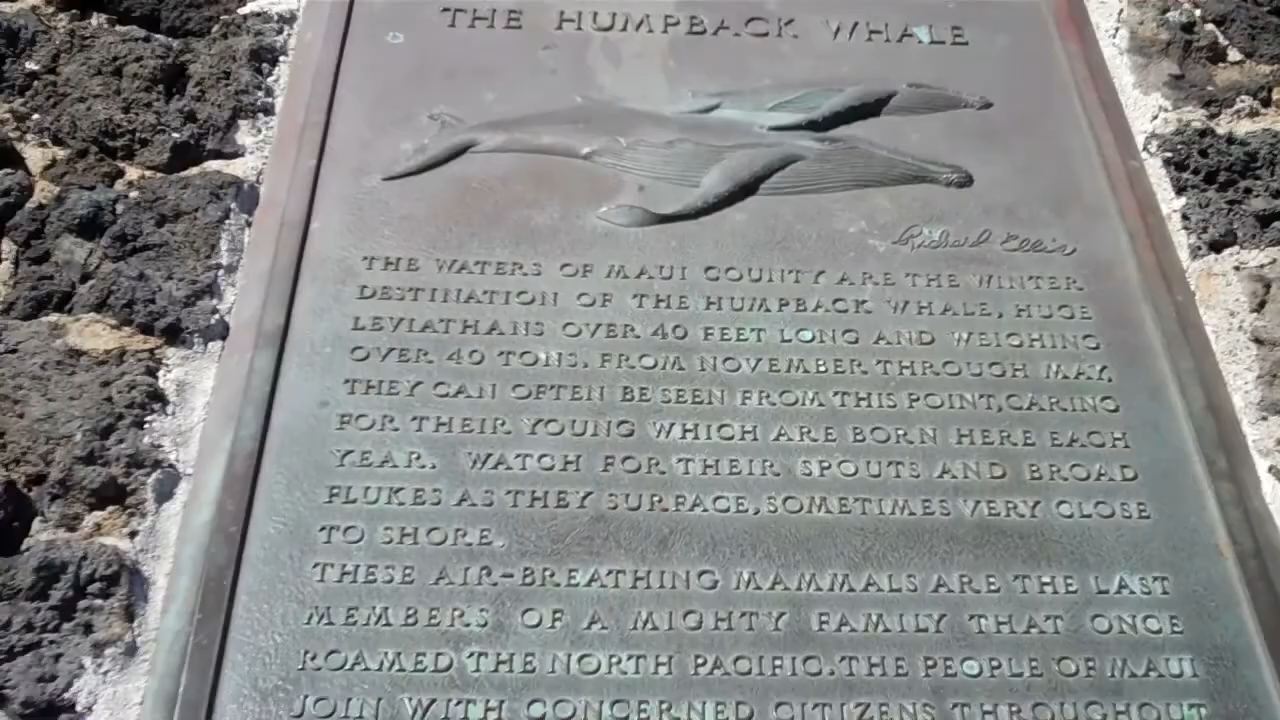 THE HUMPBACK WHALE
Richard Ellis
THE WATERS OF MAUI COUNTY ARE THE WINTER
DESTINATION OF THE HUMPBACK WHALE, HUGE
LEVIATHANS OVER 40 FEET LONG AND WEIGHING
OVER 40 TONS. FROM NOVEMBER THROUGH MAY,
THEY CAN OFTEN BE SEEN FROM THIS POINT, CARING
FOR THEIR YOUNG WHICH ARE BORN HERE EACH
YEAR. WATCH FOR THEIR SPOUTS AND BROAD
FLUKES AS THEY SURFACE, SOMETIMES VERY CLOSE
TO SHORE.
THESE AIR-BREATHING MAMMALS ARE THE LAST
MEMBERS OF A MIGHTY FAMILY THAT ONCE
ROAMED THE NORTH PACIFIC. THE PEOPLE OF MAUI
JOIN WITH CONCERNED CITIZENS THROUGHOUT